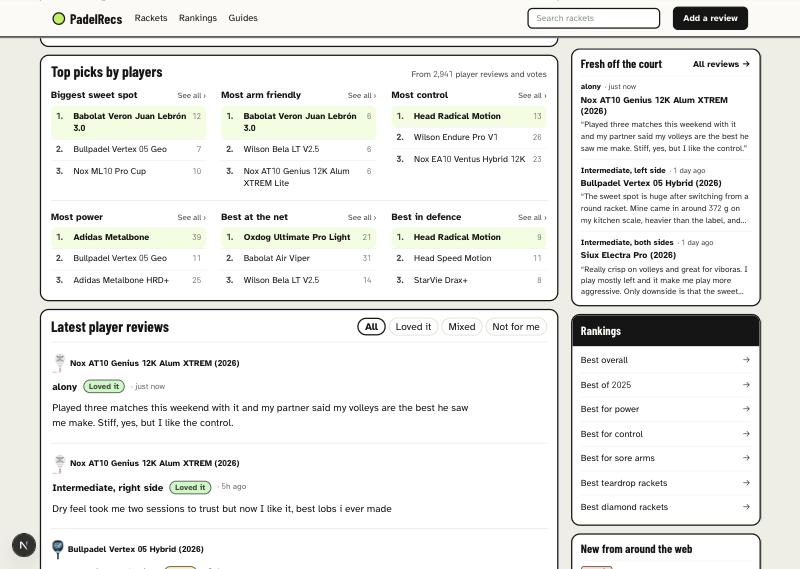 PadelRecs
Rackets
Rankings
Guides
Search rackets
Add a review
Top picks by players
From 2,941 player reviews and votes
Biggest sweet spot
See all ›
1. Babolat Veron Juan Lebrón 3.0 12
2. Bullpadel Vertex 05 Geo 7
3. Nox ML10 Pro Cup 10
Most arm friendly
See all ›
1. Babolat Veron Juan Lebrón 3.0 6
2. Wilson Bela LT V2.5 6
3. Nox AT10 Genius 12K Alum XTREM Lite 6
Most control
See all ›
1. Head Radical Motion 13
2. Wilson Endure Pro V1 26
3. Nox EA10 Ventus Hybrid 12K 23
Most power
See all ›
1. Adidas Metalbone 39
2. Bullpadel Vertex 05 Geo 11
3. Adidas Metalbone HRD+ 25
Best at the net
See all ›
1. Oxdog Ultimate Pro Light 21
2. Babolat Air Viper 31
3. Wilson Bela LT V2.5 14
Best in defence
See all ›
1. Head Radical Motion 9
2. Head Speed Motion 11
3. StarVie Drax+ 8
Latest player reviews
All
Loved it
Mixed
Not for me
Nox AT10 Genius 12K Alum XTREM (2026)
alony Loved it · just now
Played three matches this weekend with it and my partner said my volleys are the best he saw
me make. Stiff, yes, but I like the control.
Nox AT10 Genius 12K Alum XTREM (2026)
Intermediate, right side Loved it · 5h ago
Dry feel took me two sessions to trust but now I like it, best lobs i ever made
Bullpadel Vertex 05 Hybrid (2026)
Fresh off the court
All reviews →
alony · just now
Nox AT10 Genius 12K Alum XTREM
(2026)
“Played three matches this weekend with it
and my partner said my volleys are the best he
saw me make. Stiff, yes, but I like the control.”
Intermediate, left side · 1 day ago
Bullpadel Vertex 05 Hybrid (2026)
“The sweet spot is huge after switching from a
round racket. Mine came in around 372 g on
my kitchen scale, heavier than the label, and…
Intermediate, both sides · 1 day ago
Siux Electra Pro (2026)
“Really crisp on volleys and great for viboras. I
play mostly left and it make me play more
aggressive. Only downside is that the sweet…
Rankings
Best overall →
Best of 2025 →
Best for power →
Best for control →
Best for sore arms →
Best teardrop rackets →
Best diamond rackets →
New from around the web
N